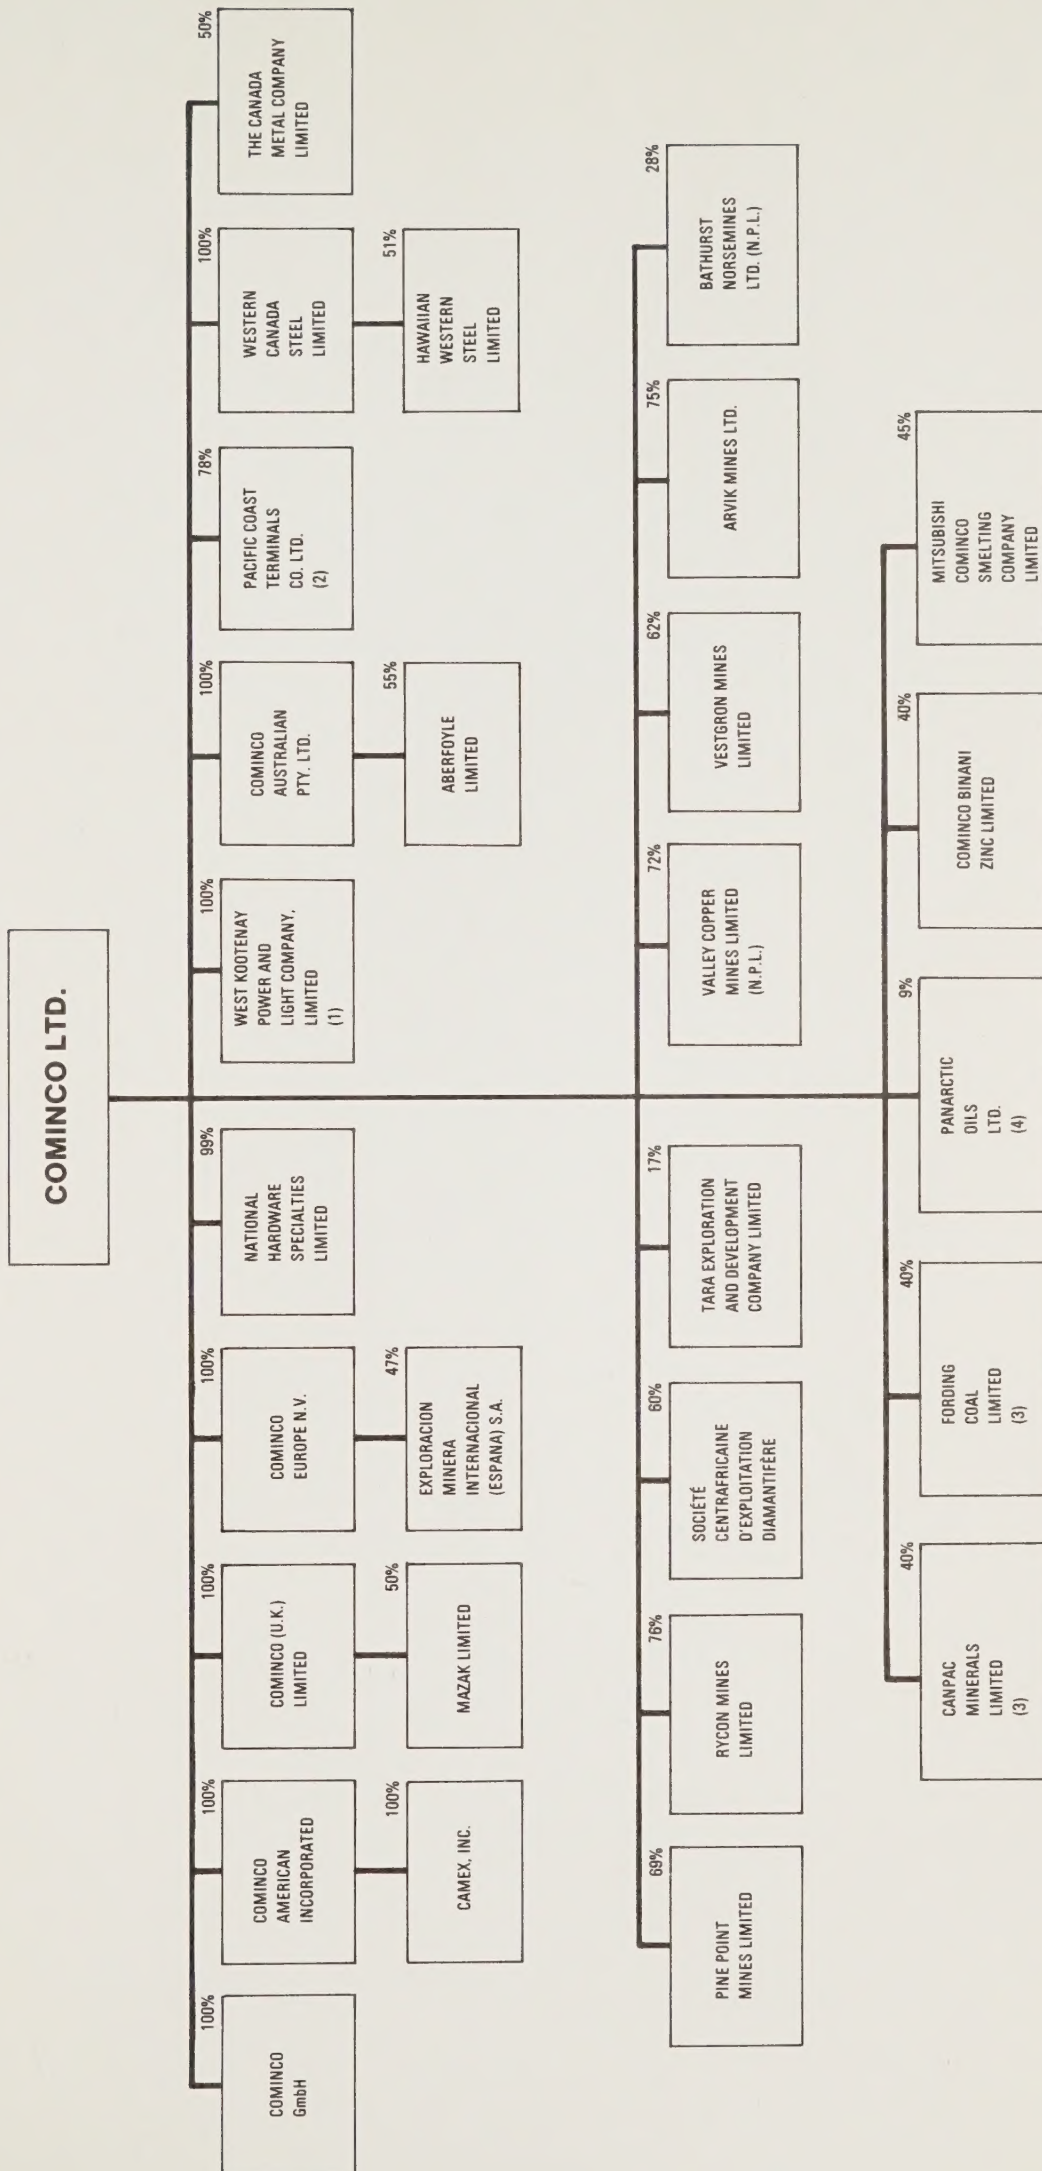 COMINCO LTD.
100%
COMINCO
GmbH
100%
COMINCO
AMERICAN
INCORPORATED
100%
CAMEX, INC.
100%
COMINCO (U.K.)
LIMITED
50%
MAZAK LIMITED
100%
COMINCO
EUROPE N.V.
47%
EXPLORACION
MINERA
INTERNACIONAL
(ESPANA) S.A.
99%
NATIONAL
HARDWARE
SPECIALTIES
LIMITED
100%
WEST KOOTENAY
POWER AND
LIGHT COMPANY,
LIMITED
(1)
100%
COMINCO
AUSTRALIAN
PTY. LTD.
55%
ABERFOYLE
LIMITED
78%
PACIFIC COAST
TERMINALS
CO. LTD.
(2)
100%
WESTERN
CANADA
STEEL
LIMITED
51%
HAWAIIAN
WESTERN
STEEL
LIMITED
50%
THE CANADA
METAL COMPANY
LIMITED
69%
PINE POINT
MINES LIMITED
76%
RYCON MINES
LIMITED
60%
SOCIÉTÉ
CENTRAFRICAINE
D'EXPLOITATION
DIAMANTIFÈRE
17%
TARA EXPLORATION
AND DEVELOPMENT
COMPANY LIMITED
72%
VALLEY COPPER
MINES LIMITED
(N.P.L.)
62%
VESTGRON MINES
LIMITED
75%
ARVIK MINES LTD.
28%
BATHURST
NORSEMINES
LTD. (N.P.L.)
40%
CANPAC
MINERALS
LIMITED
(3)
40%
FORDING
COAL
LIMITED
(3)
9%
PANARCTIC
OILS
LTD.
(4)
40%
COMINCO BINANI
ZINC LIMITED
45%
MITSUBISHI
COMINCO
SMELTING
COMPANY
LIMITED